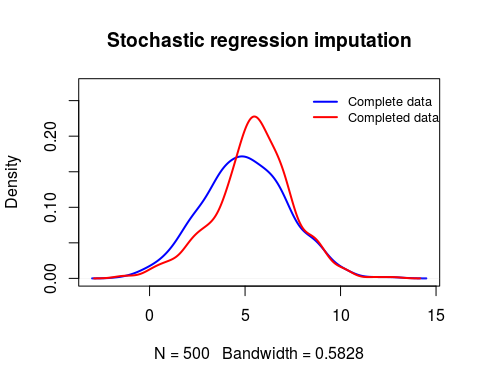 Stochastic regression imputation
Complete data
Completed data
Density
0.20
0.10
0.00
0 5 10 15
N = 500 Bandwidth = 0.5828